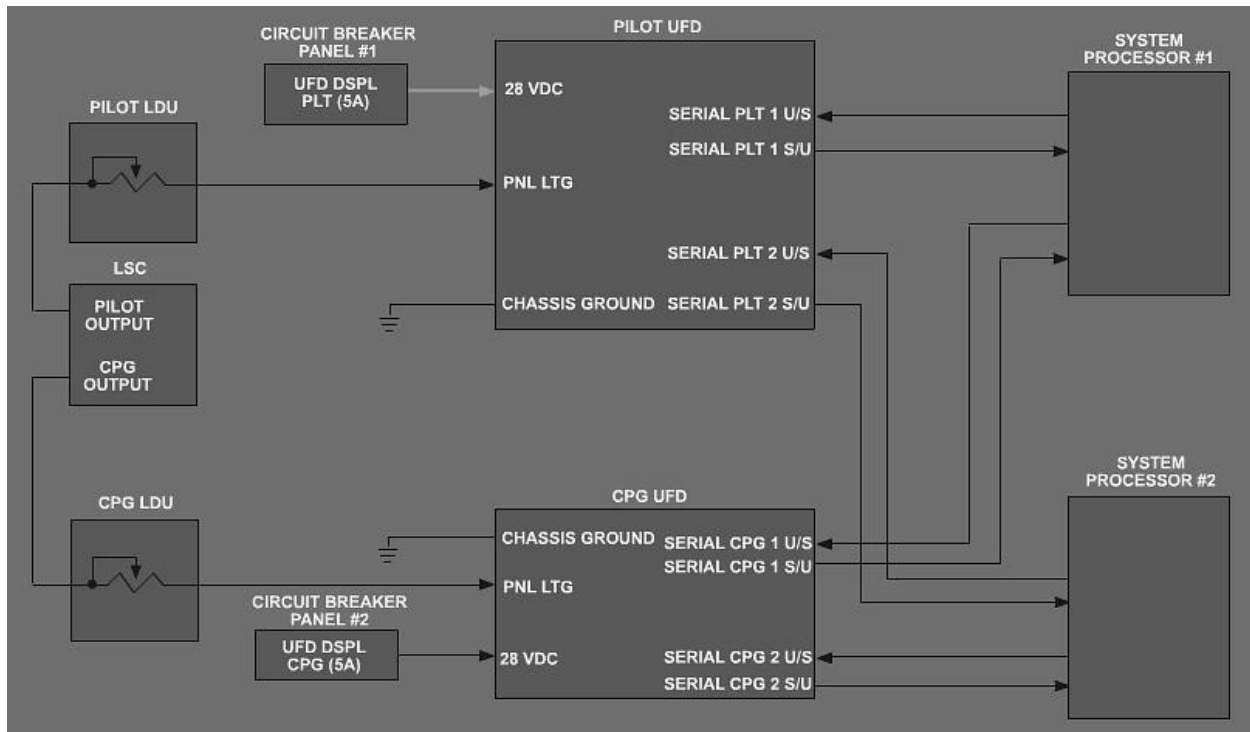 CIRCUIT BREAKER
PANEL #1
UFD DSPL
PLT (5A)
PILOT UFD
28 VDC
SERIAL PLT 1 U/S
SERIAL PLT 1 S/U
PNL LTG
SERIAL PLT 2 U/S
CHASSIS GROUND
SERIAL PLT 2 S/U
SYSTEM
PROCESSOR #1
PILOT LDU
LSC
PILOT
OUTPUT
CPG
OUTPUT
CPG LDU
CPG UFD
CHASSIS GROUND
SERIAL CPG 1 U/S
SERIAL CPG 1 S/U
PNL LTG
CIRCUIT BREAKER
PANEL #2
UFD DSPL
CPG (5A)
28 VDC
SERIAL CPG 2 U/S
SERIAL CPG 2 S/U
SYSTEM
PROCESSOR #2